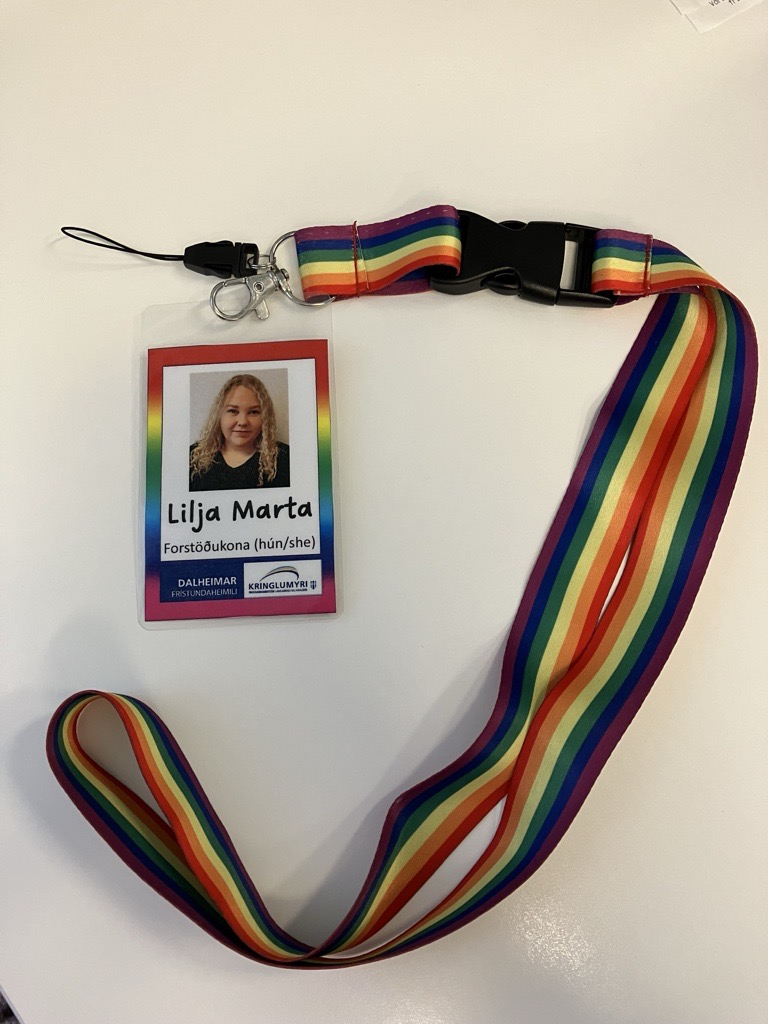 Lilja Marta
Forstöðukona (hún/she)
DALHEIMAR
FRÍSTUNDAHEIMILI
KRINGLUMÝRI